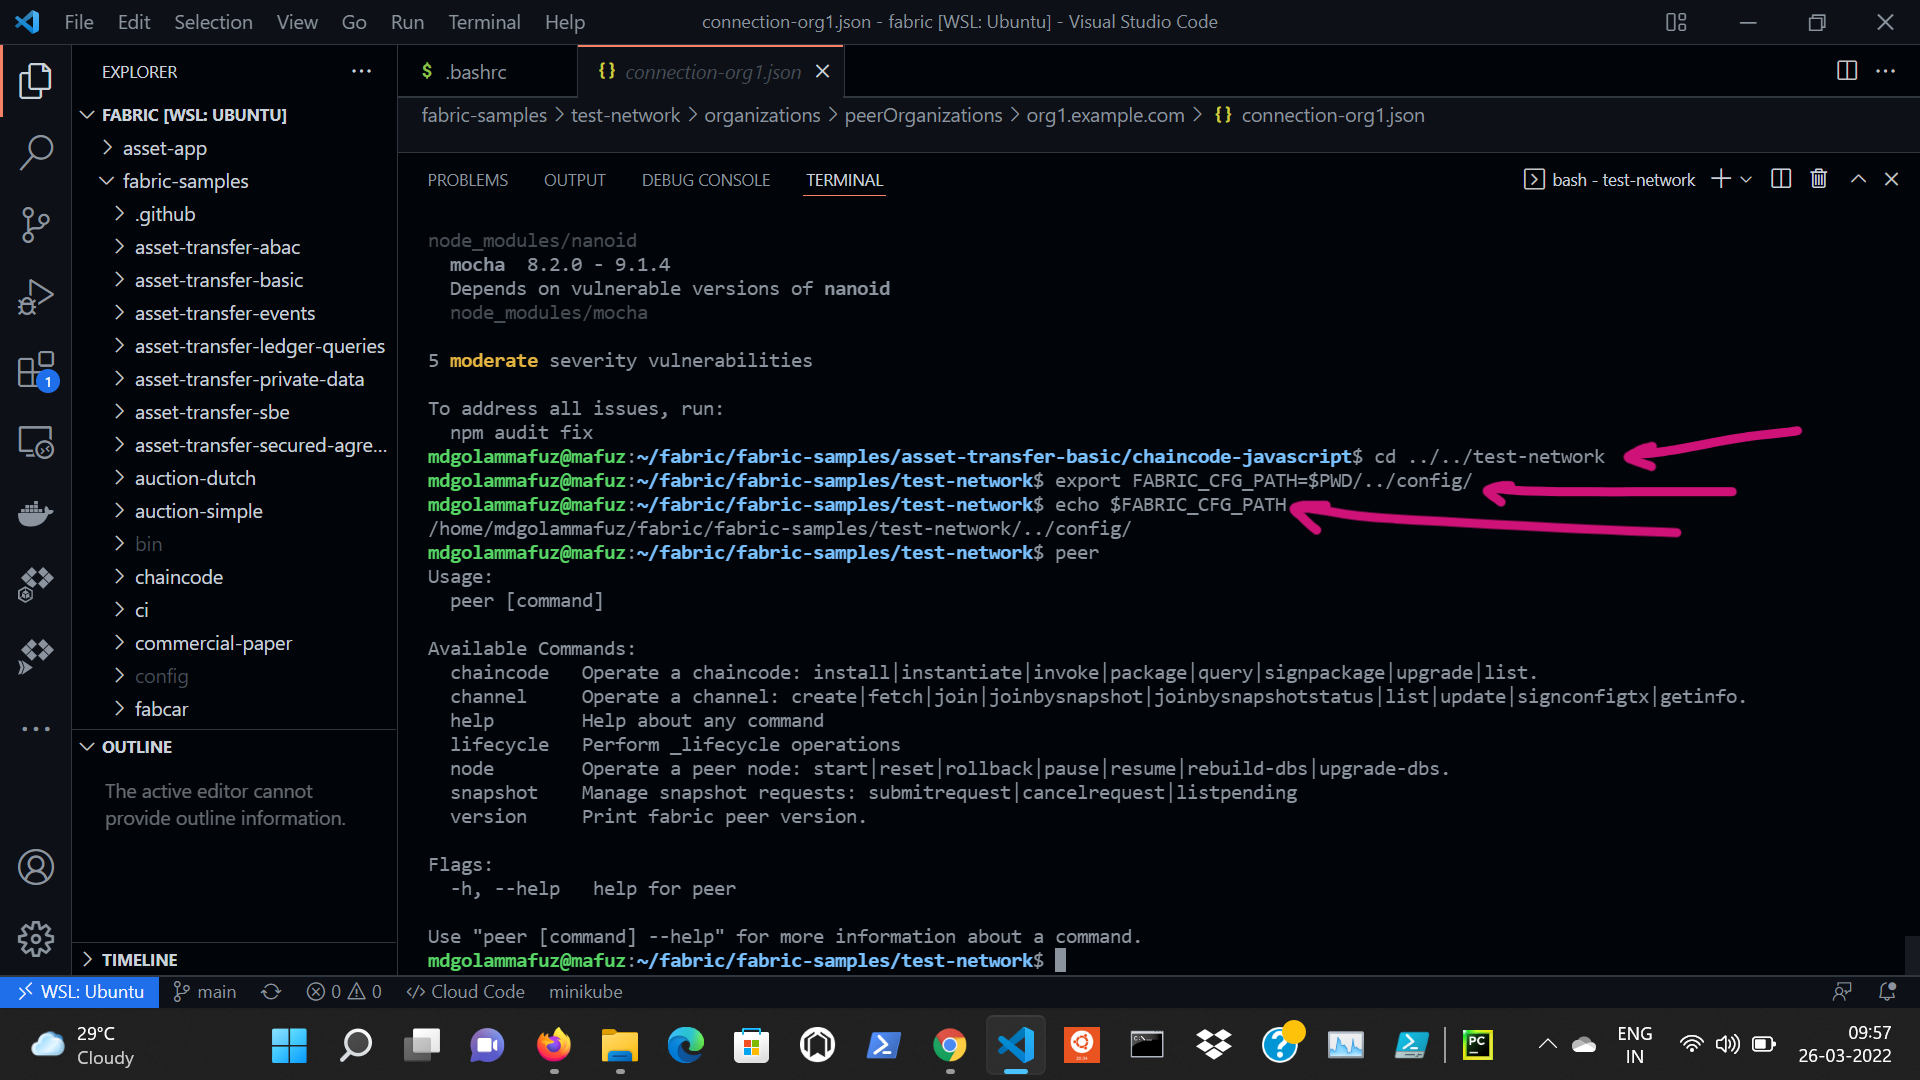 File Edit Selection View Go Run Terminal Help
connection-org1.json - fabric [WSL: Ubuntu] - Visual Studio Code
EXPLORER
FABRIC [WSL: UBUNTU]
asset-app
fabric-samples
.github
asset-transfer-abac
asset-transfer-basic
asset-transfer-events
asset-transfer-ledger-queries
asset-transfer-private-data
asset-transfer-sbe
asset-transfer-secured-agre...
auction-dutch
auction-simple
bin
chaincode
ci
commercial-paper
config
fabcar
OUTLINE
The active editor cannot
provide outline information.
TIMELINE
$ .bashrc
{} connection-org1.json
fabric-samples > test-network > organizations > peerOrganizations > org1.example.com > {} connection-org1.json
PROBLEMS OUTPUT DEBUG CONSOLE TERMINAL
bash - test-network
node_modules/nanoid
mocha 8.2.0 - 9.1.4
Depends on vulnerable versions of nanoid
node_modules/mocha
5 moderate severity vulnerabilities
To address all issues, run:
npm audit fix
mdgolammafuz@mafuz:~/fabric/fabric-samples/asset-transfer-basic/chaincode-javascript$ cd ../../test-network
mdgolammafuz@mafuz:~/fabric/fabric-samples/test-network$ export FABRIC_CFG_PATH=$PWD/../config/
mdgolammafuz@mafuz:~/fabric/fabric-samples/test-network$ echo $FABRIC_CFG_PATH
/home/mdgolammafuz/fabric/fabric-samples/test-network/../config/
mdgolammafuz@mafuz:~/fabric/fabric-samples/test-network$ peer
Usage:
peer [command]
Available Commands:
chaincode Operate a chaincode: install|instantiate|invoke|package|query|signpackage|upgrade|list.
channel Operate a channel: create|fetch|join|joinbysnapshot|joinbysnapshotstatus|list|update|signconfigtx|getinfo.
help Help about any command
lifecycle Perform _lifecycle operations
node Operate a peer node: start|reset|rollback|pause|resume|rebuild-dbs|upgrade-dbs.
snapshot Manage snapshot requests: submitrequest|cancelrequest|listpending
version Print fabric peer version.
Flags:
-h, --help help for peer
Use "peer [command] --help" for more information about a command.
mdgolammafuz@mafuz:~/fabric/fabric-samples/test-network$
1
WSL: Ubuntu main 0 0 Cloud Code minikube
29°C
Cloudy
PC
ENG
IN
09:57
26-03-2022